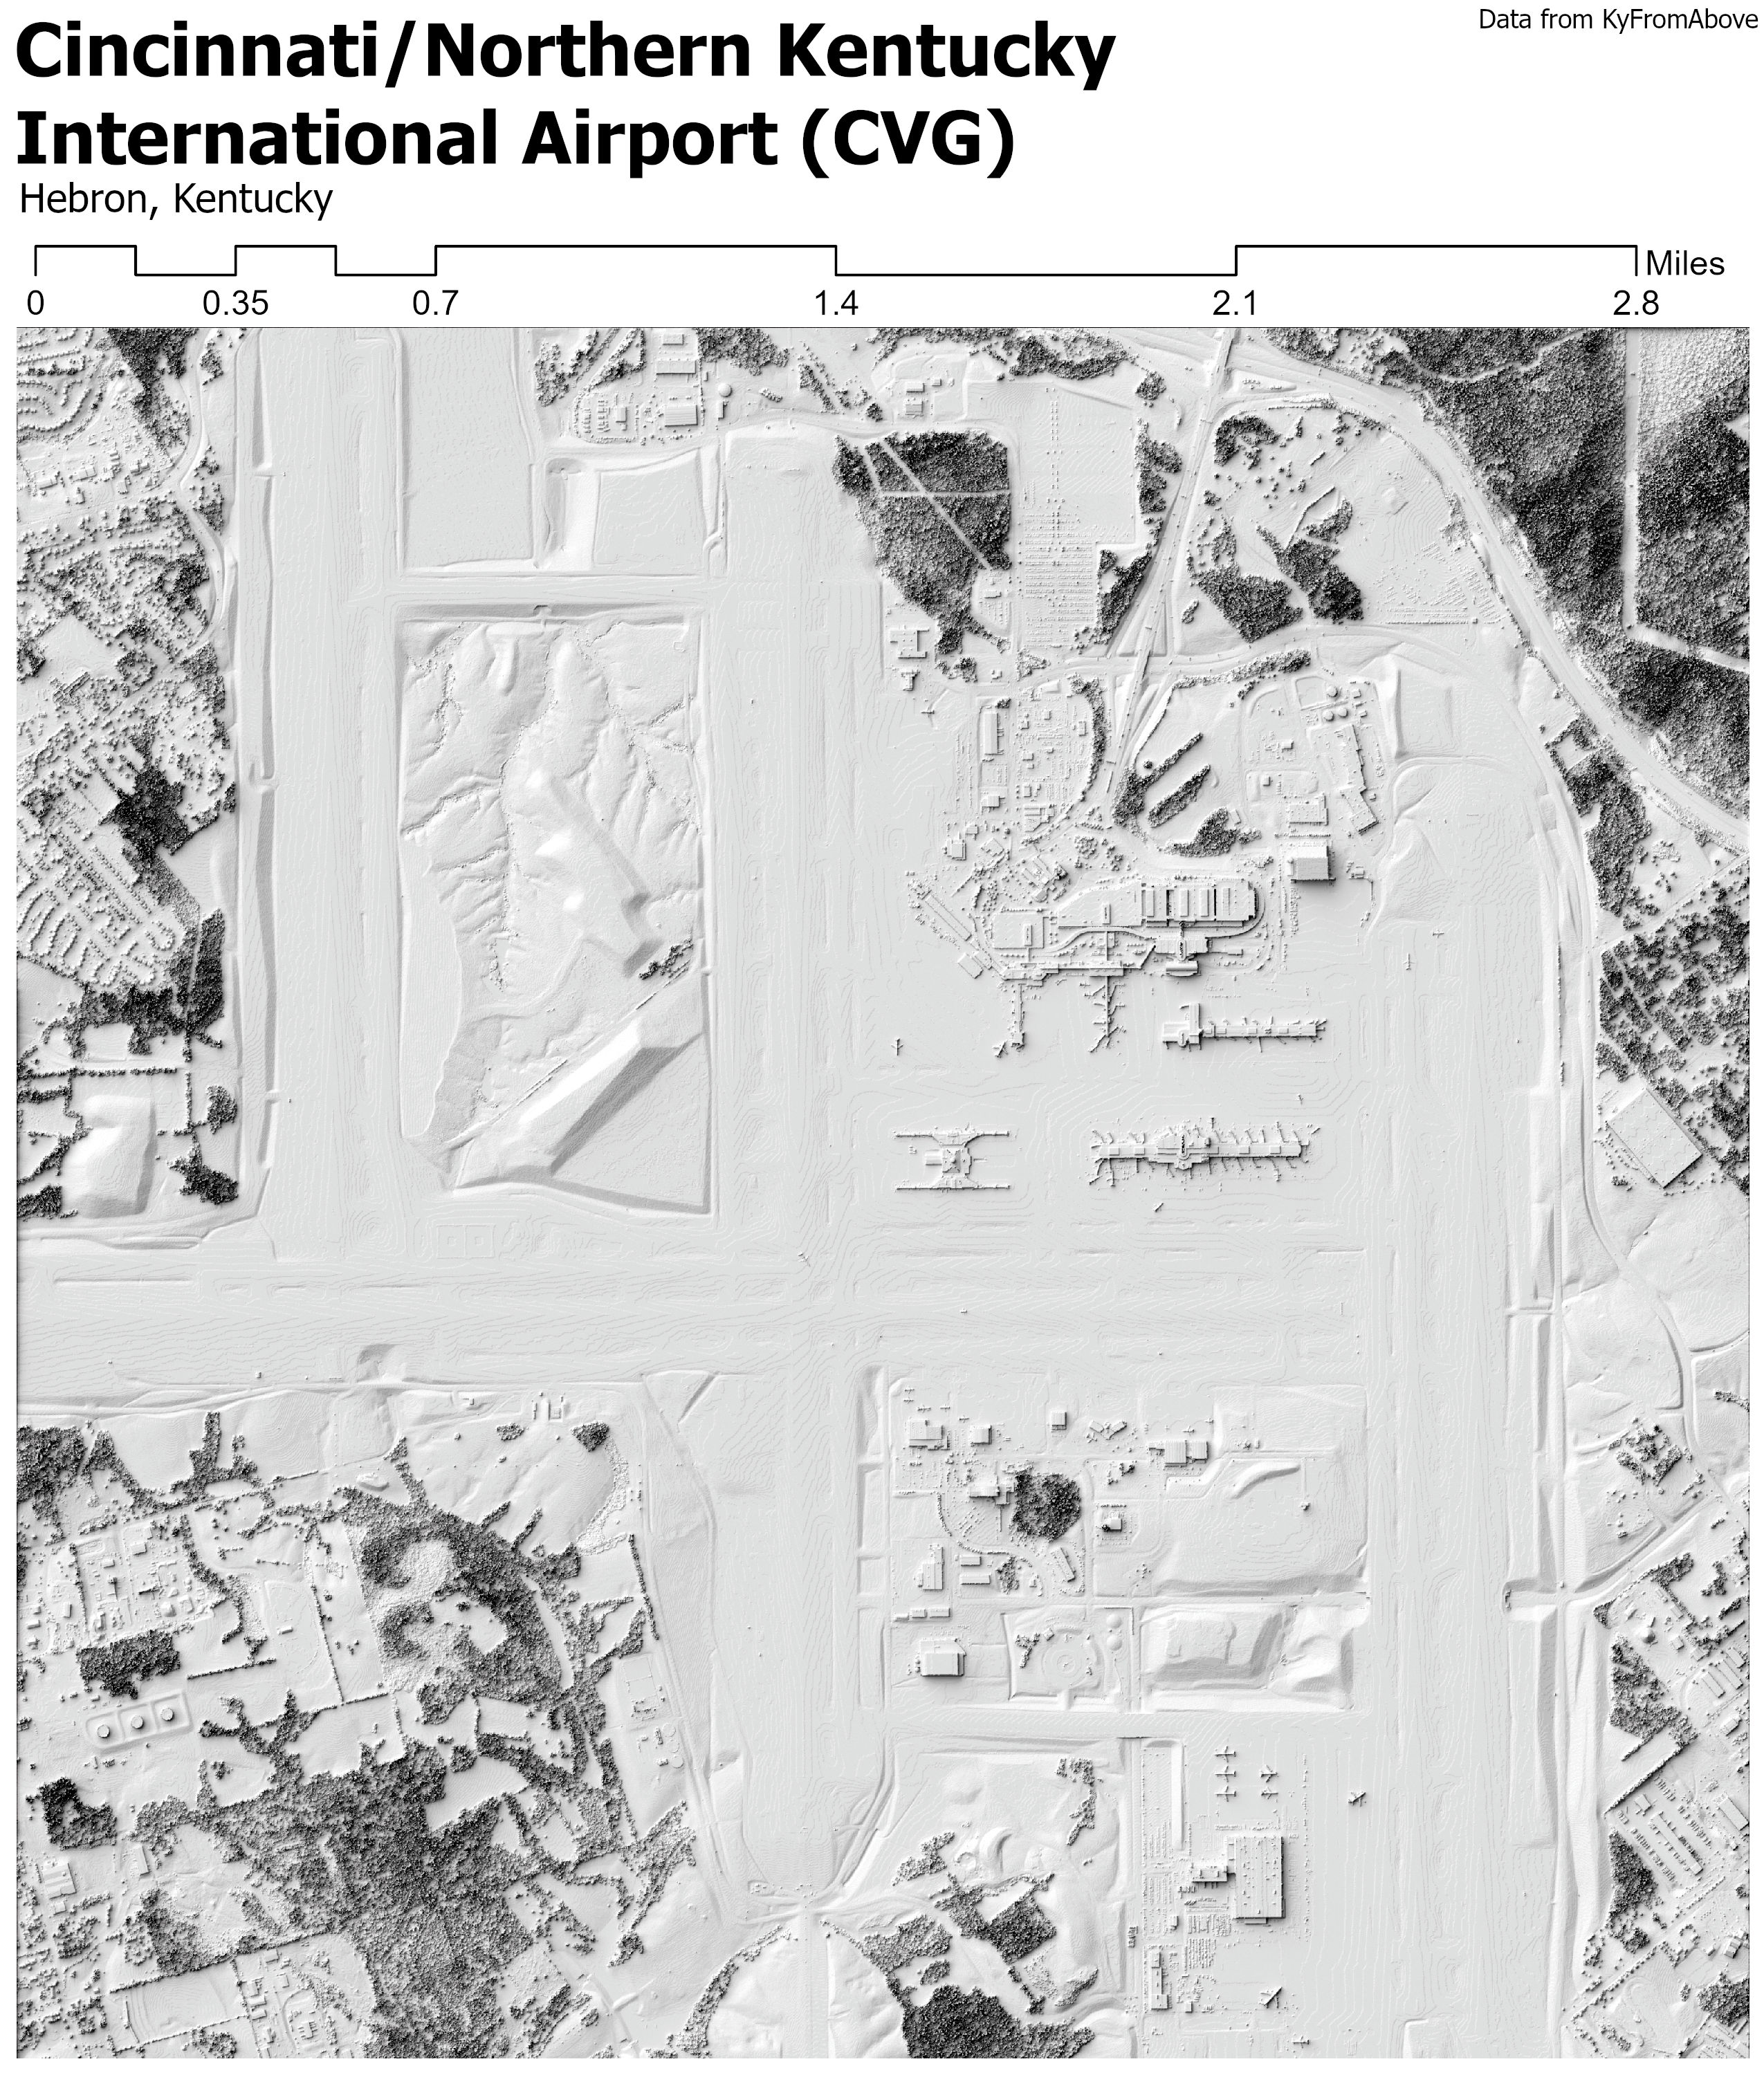 Data from KyFromAbove
Cincinnati/Northern Kentucky
International Airport (CVG)
Hebron, Kentucky
Miles
0 0.35 0.7 1.4 2.1 2.8